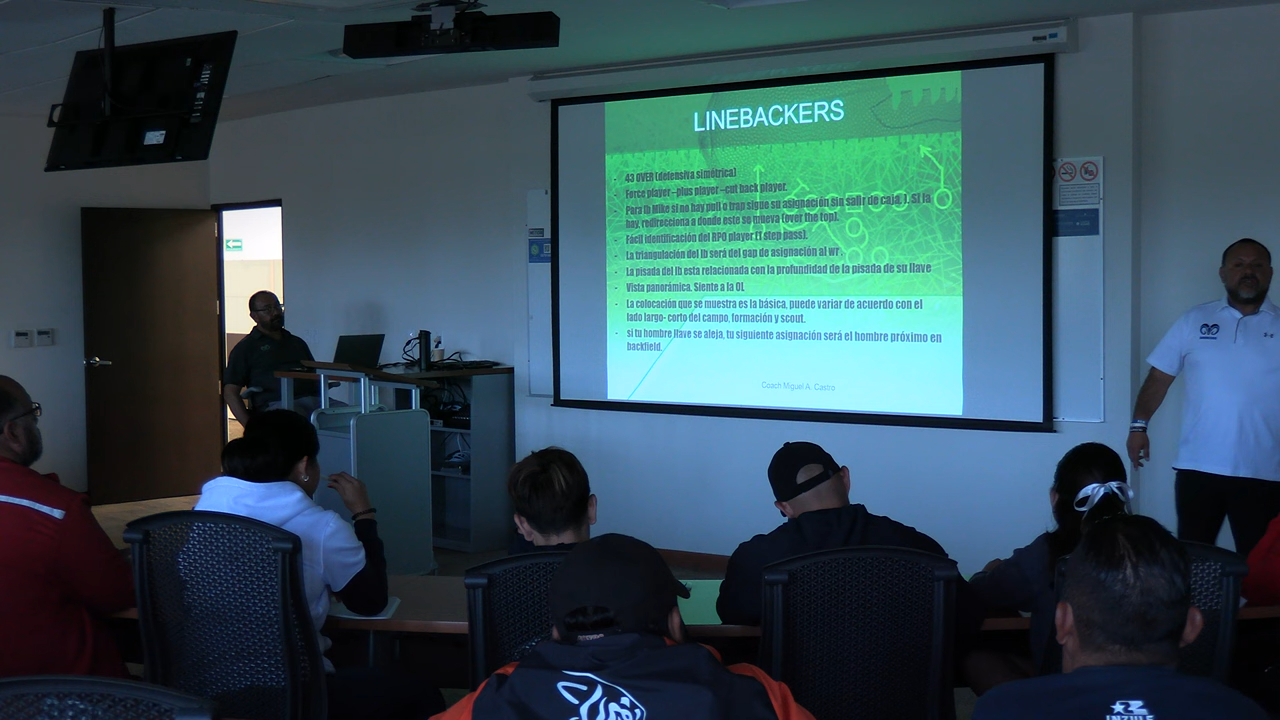 LINEBACKERS
- 43 OVER (defensiva simétrica)
- Force player –plus player –cut back player.
- Para lb Mike si no hay pull o trap sigue su asignación sin salir de caja, ). Si la
hay, redirecciona a donde este se mueva (over the top).
- Fácil identificación del RPO player (1 step pass).
- La triangulación del lb será del gap de asignación al wr .
- La pisada del lb esta relacionada con la profundidad de la pisada de su llave
- Vista panorámica. Siente a la OL
- La colocación que se muestra es la básica, puede variar de acuerdo con el
lado largo- corto del campo, formación y scout.
- si tu hombre llave se aleja, tu siguiente asignación será el hombre próximo en
backfield.
Coach Miguel A. Castro